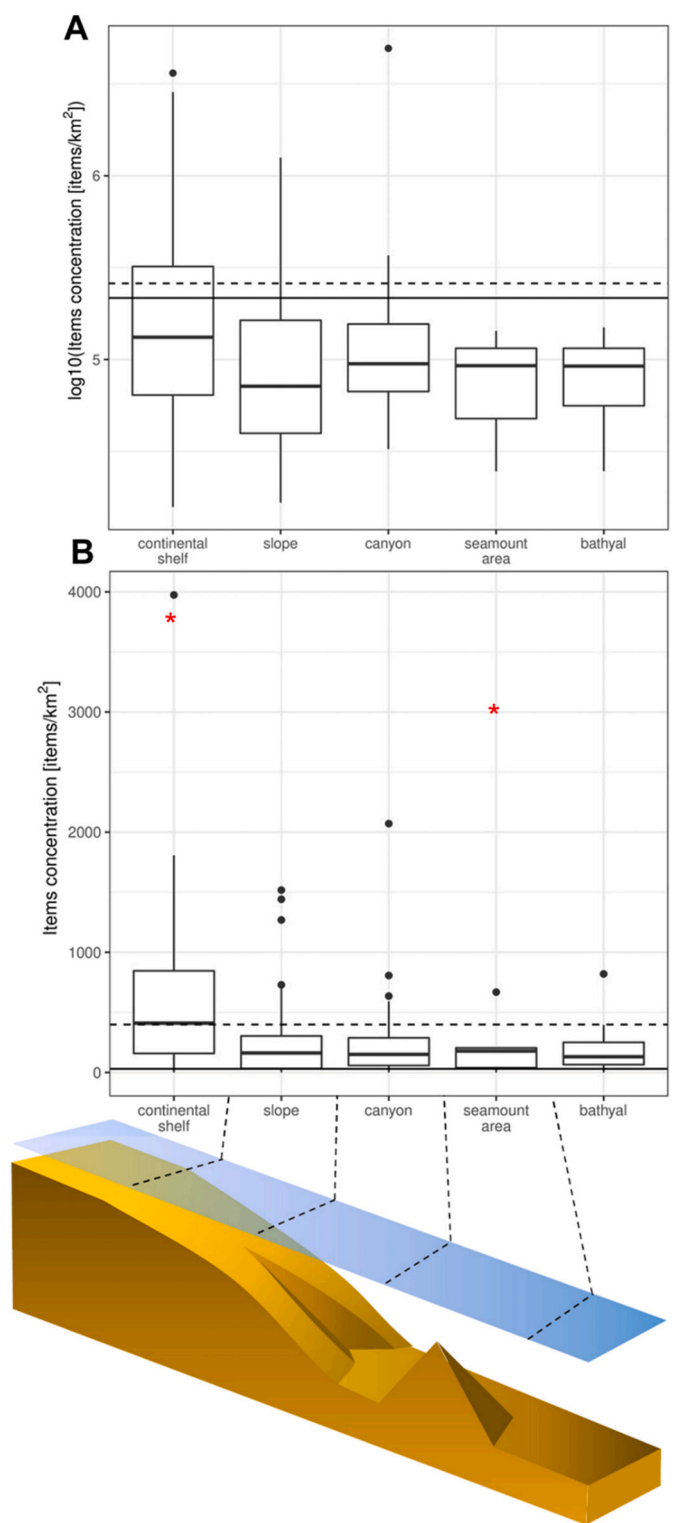 A
log10(Items concentration [items/km²])
6
5
continental
shelf
slope
canyon
seamount
area
bathyal
B
Items concentration [items/km²]
4000
*
3000
*
2000
1000
0
continental
shelf
slope
canyon
seamount
area
bathyal